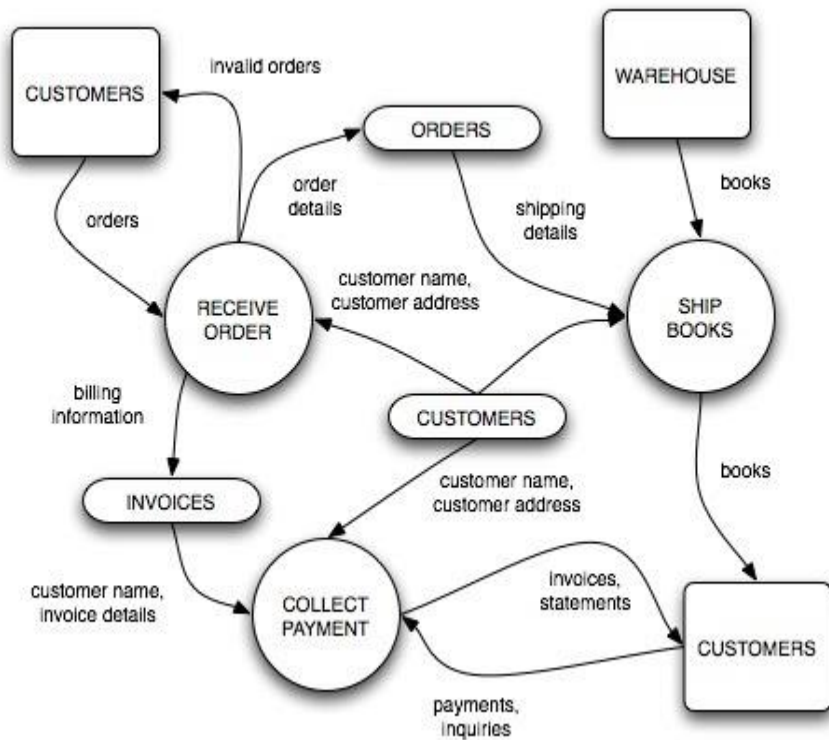 CUSTOMERS
invalid orders
WAREHOUSE
ORDERS
order
details
books
orders
shipping
details
customer name,
customer address
RECEIVE
ORDER
SHIP
BOOKS
billing
information
CUSTOMERS
books
customer name,
customer address
INVOICES
customer name,
invoice details
COLLECT
PAYMENT
invoices,
statements
CUSTOMERS
payments,
inquiries